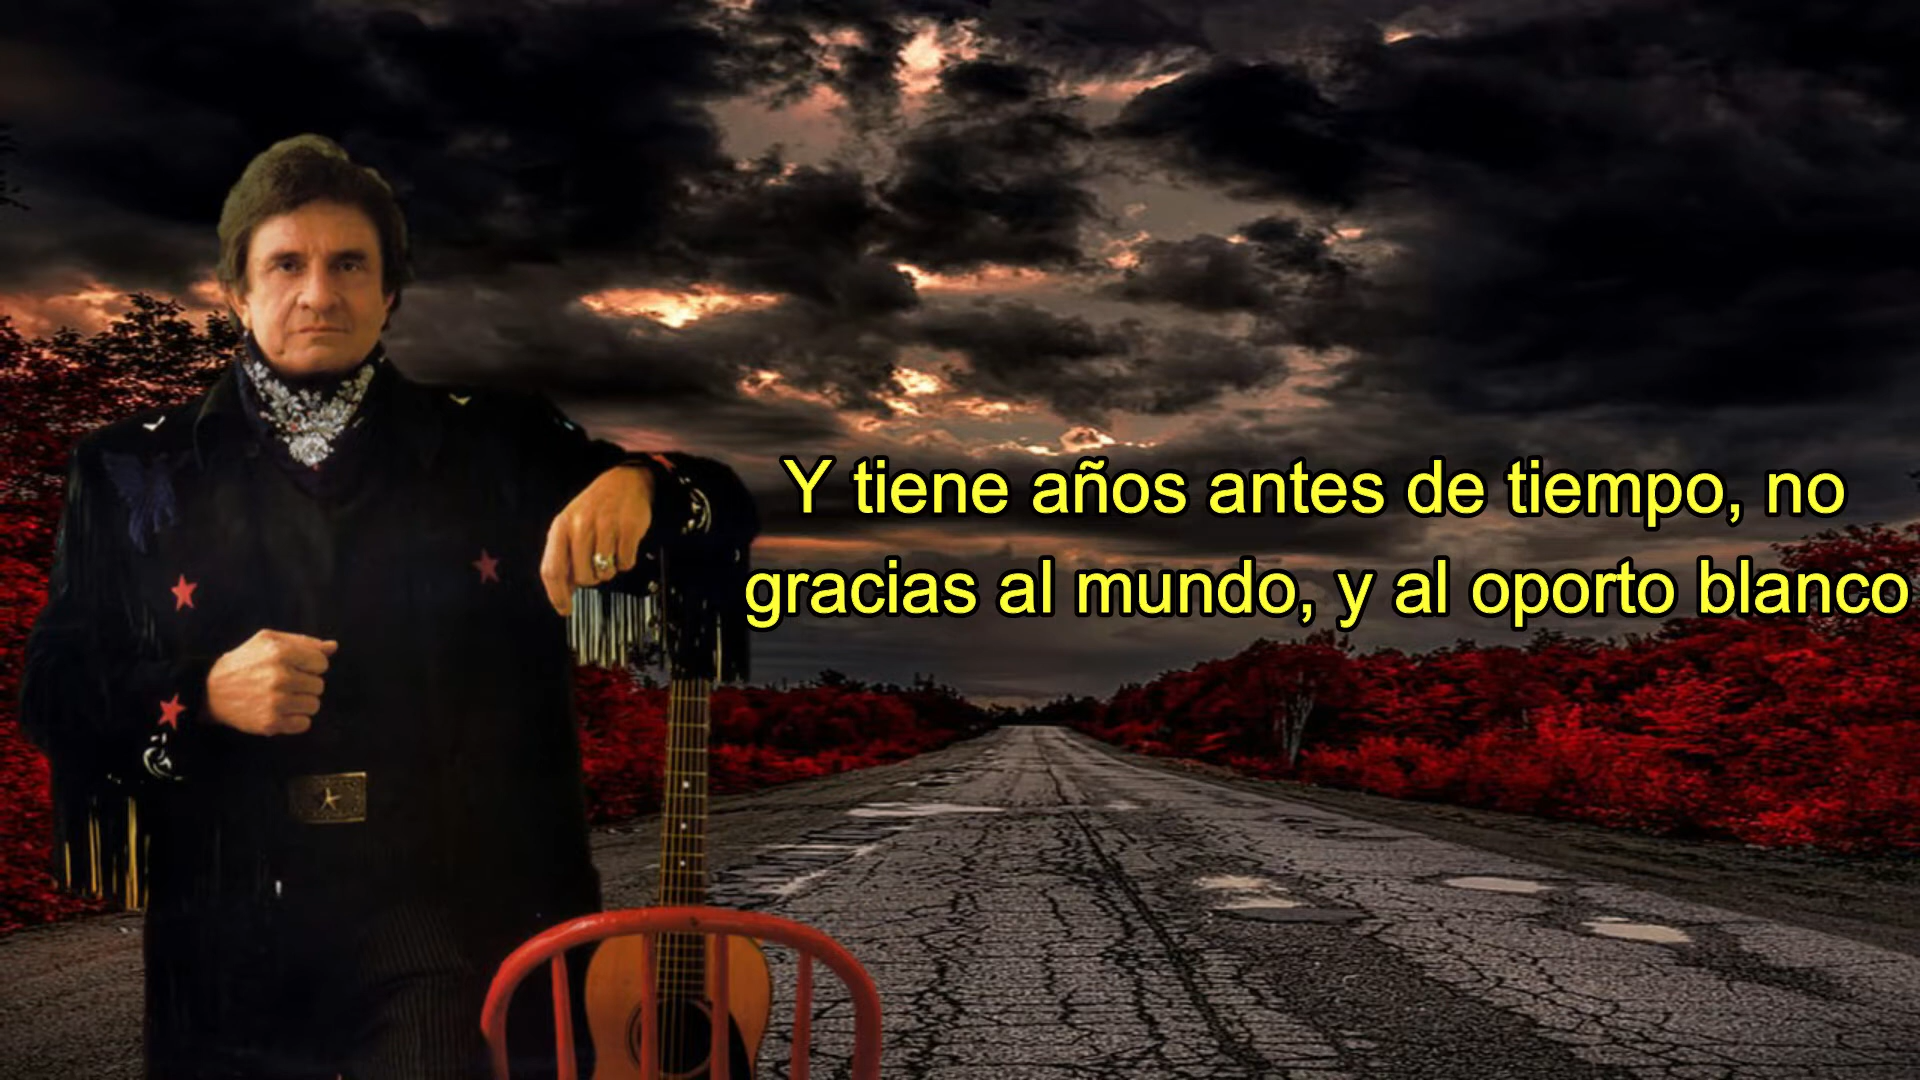 Y tiene años antes de tiempo, no
gracias al mundo, y al oporto blanco